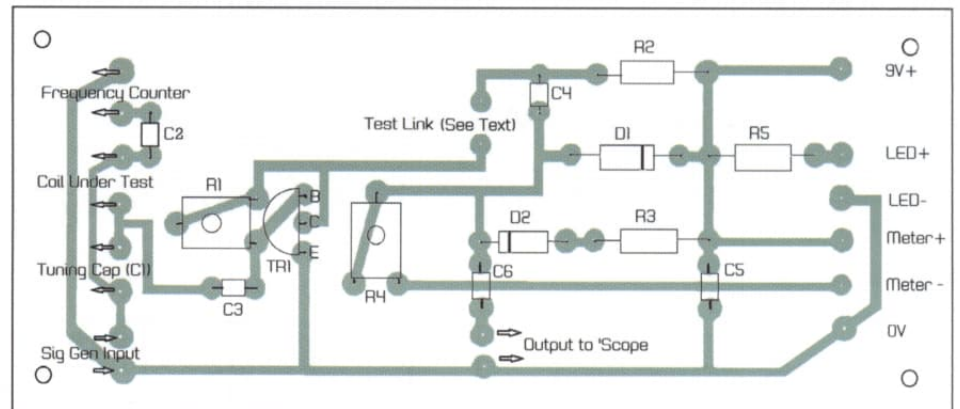 R2
9V+
Frequency Counter
C4
Test Link (See Text)
C2
D1
R5
LED+
Coil Under Test
R1
B
C
E
LED-
D2
R3
Meter+
TR1
Tuning Cap (C1)
C6
C5
R4
Meter -
C3
0V
Sig Gen Input
Output to 'Scope